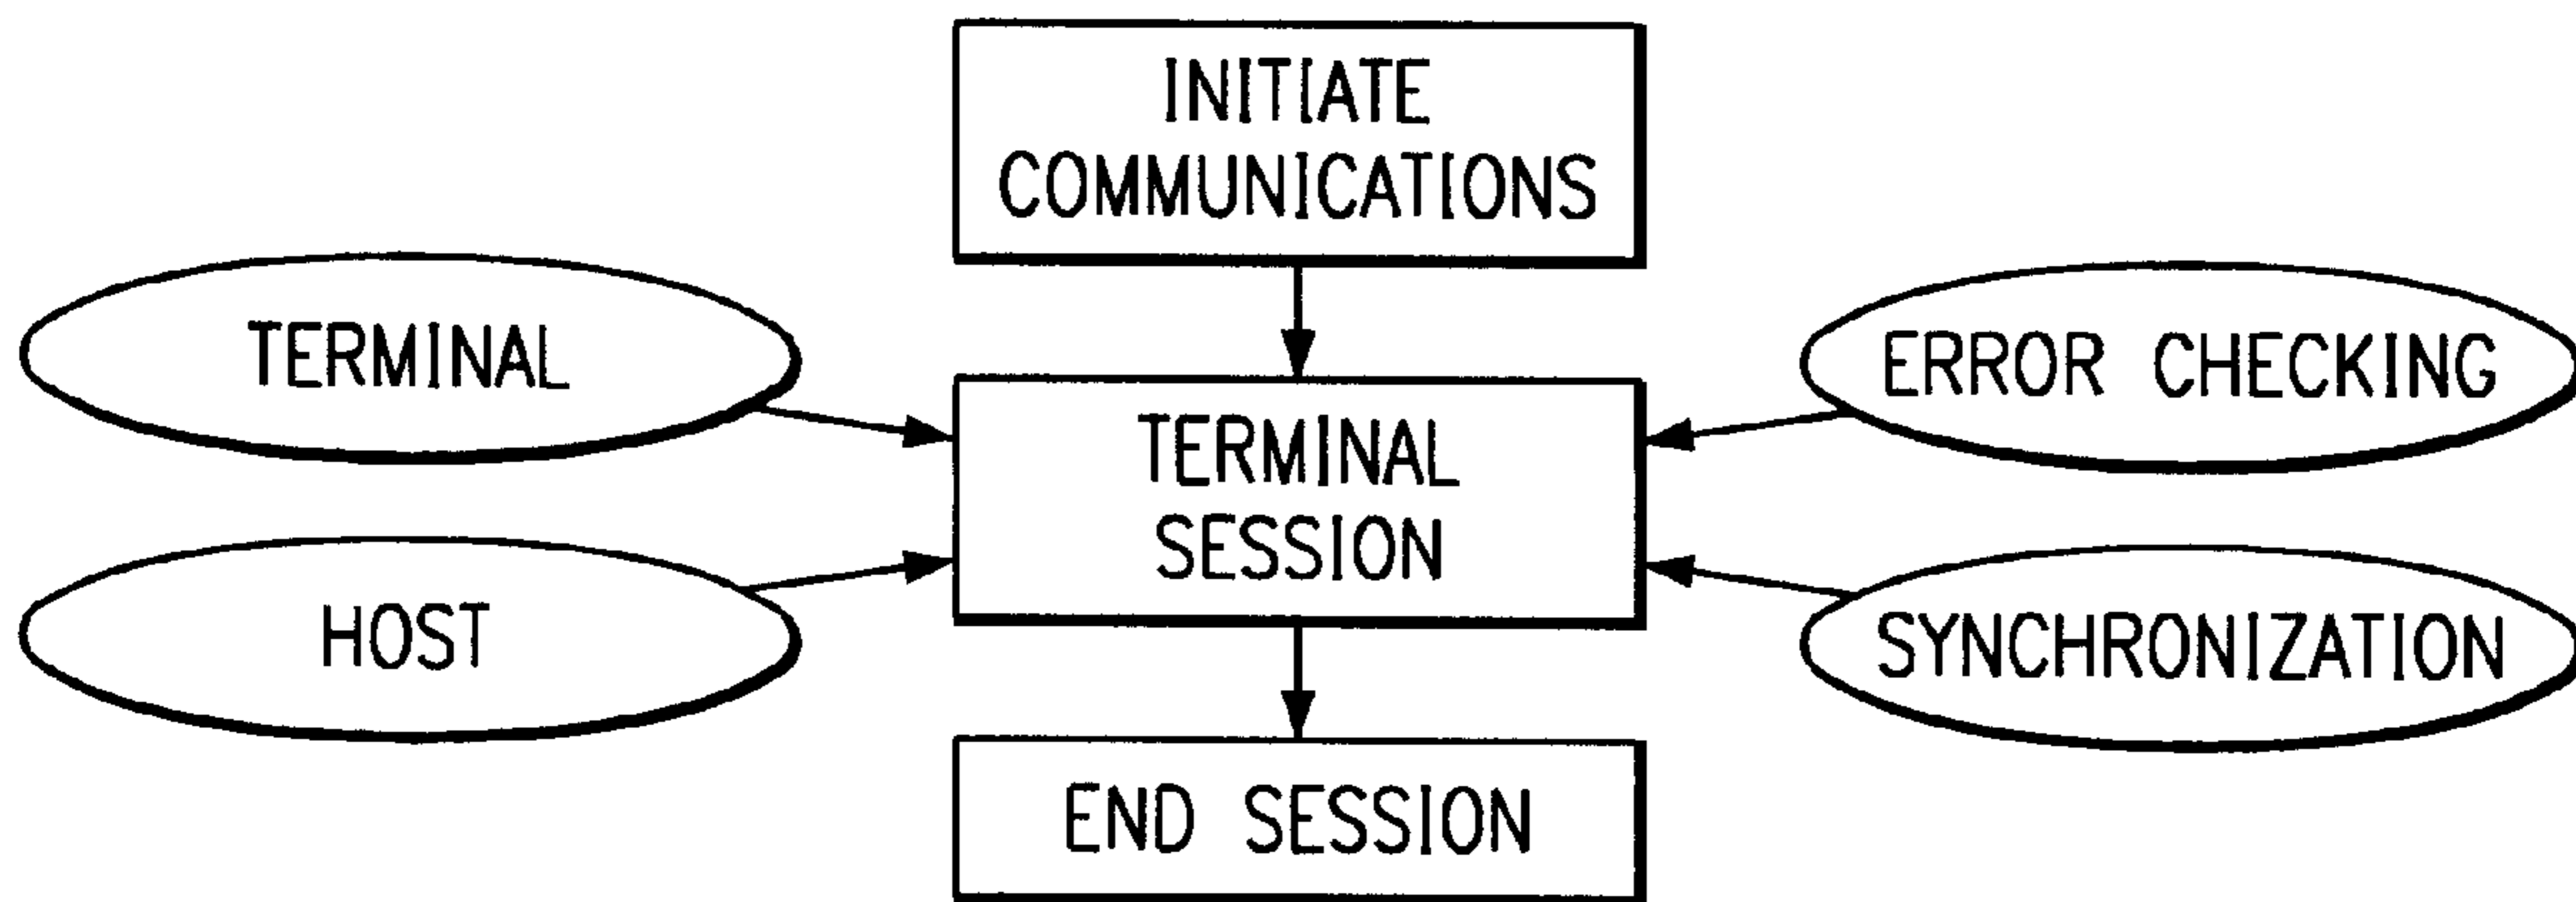 INITIATE
COMMUNICATIONS
TERMINAL
ERROR CHECKING
TERMINAL
SESSION
HOST
SYNCHRONIZATION
END SESSION